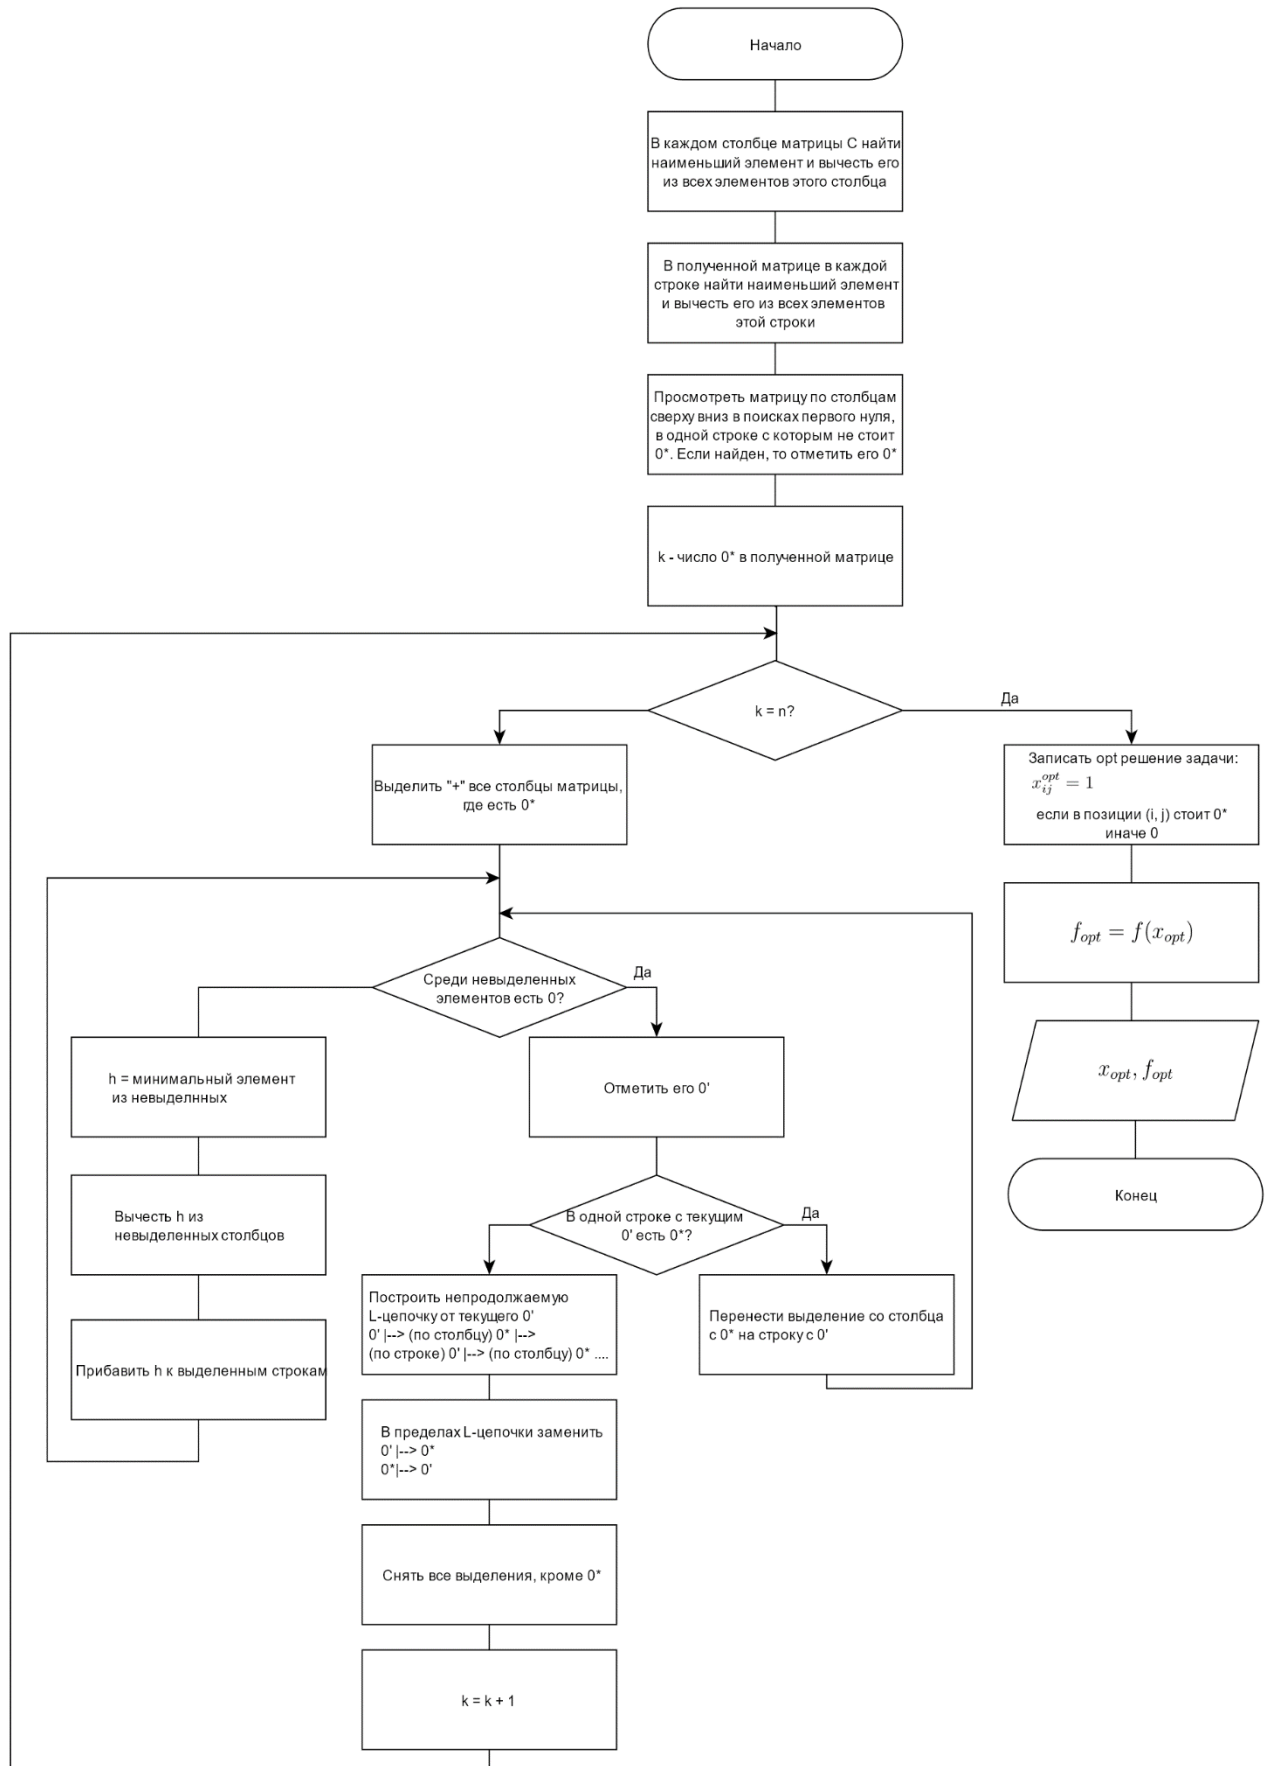 Начало
В каждом столбце матрицы С найти
наименьший элемент и вычесть его
из всех элементов этого столбца
В полученной матрице в каждой
строке найти наименьший элемент
и вычесть его из всех элементов
этой строки
Просмотреть матрицу по столбцам
сверху вниз в поисках первого нуля,
в одной строке с которым не стоит
0*. Если найден, то отметить его 0*
k - число 0* в полученной матрице
k = n?
Да
Выделить "+" все столбцы матрицы,
где есть 0*
Записать opt решение задачи:
x_{ij}^{opt} = 1
если в позиции (i, j) стоит 0*
иначе 0
f_{opt} = f(x_{opt})
x_{opt}, f_{opt}
Конец
Среди невыделенных
элементов есть 0?
Да
h = минимальный элемент
из невыделнных
Вычесть h из
невыделенных столбцов
Прибавить h к выделенным строкам
Отметить его 0'
В одной строке с текущим
0' есть 0*?
Да
Построить непродолжаемую
L-цепочку от текущего 0'
0' |--> (по столбцу) 0* |-->
(по строке) 0' |--> (по столбцу) 0* ....
Перенести выделение со столбца
с 0* на строку с 0'
В пределах L-цепочки заменить
0' |--> 0*
0*|--> 0'
Снять все выделения, кроме 0*
k = k + 1